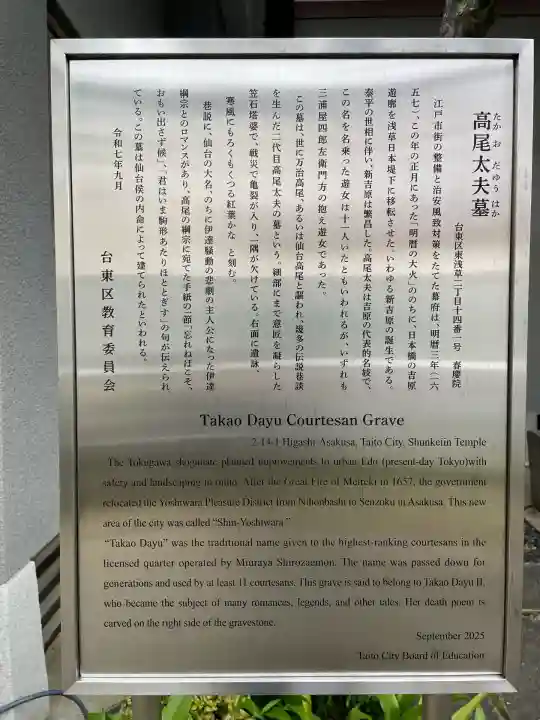 高尾太夫墓
たかおだゆうはか
台東区東浅草二丁目十四番一号　春慶院
江戸市街の整備と治安風致対策をたてた幕府は、明暦三年（一六
五七）、この年の正月にあった「明暦の大火」ののちに、日本橋の吉原
遊廓を浅草日本堤下に移転させた。いわゆる新吉原の誕生である。
泰平の世相に伴い、新吉原は繁昌した。高尾太夫は吉原の代表的名妓で、
この名を名乗った遊女は十一人いたともいわれるが、いずれも
三浦屋四郎左衛門方の抱え遊女であった。
この墓は、世に万治高尾、あるいは仙台高尾と謳われ、幾多の伝説巷談
を生んだ二代目高尾太夫の墓という。細部にまで意匠を凝らした
笠石塔婆で、戦災で亀裂が入り、一隅が欠けている。右面に遺詠、
寒風にもろくもくつる紅葉かな　と刻む。
巷説に、仙台の大名、のちに伊達騒動の悲劇の主人公になった伊達
綱宗とのロマンスがあり、高尾の綱宗に宛てた手紙の一節「忘れねばこそ、
おもい出さず候」、「君はいま駒形あたりほととぎす」の句が伝えられ
ている。この墓は仙台侯の内命によって建てられたといわれる。
令和七年九月
台東区教育委員会
Takao Dayu Courtesan Grave
2-14-1 Higashi-Asakusa, Taito City, Shunkeiin Temple
The Tokugawa shogunate planned improvements to urban Edo (present-day Tokyo)with
safety and landscaping in mind. After the Great Fire of Meireki in 1657, the government
relocated the Yoshiwara Pleasure District from Nihonbashi to Senzoku in Asakusa. This new
area of the city was called “Shin-Yoshiwara.”
“Takao Dayu” was the traditional name given to the highest-ranking courtesans in the
licensed quarter operated by Miuraya Shirozaemon. The name was passed down for
generations and used by at least 11 courtesans. This grave is said to belong to Takao Dayu II,
who became the subject of many romances, legends, and other tales. Her death poem is
carved on the right side of the gravestone.
September 2025
Taito City Board of Education